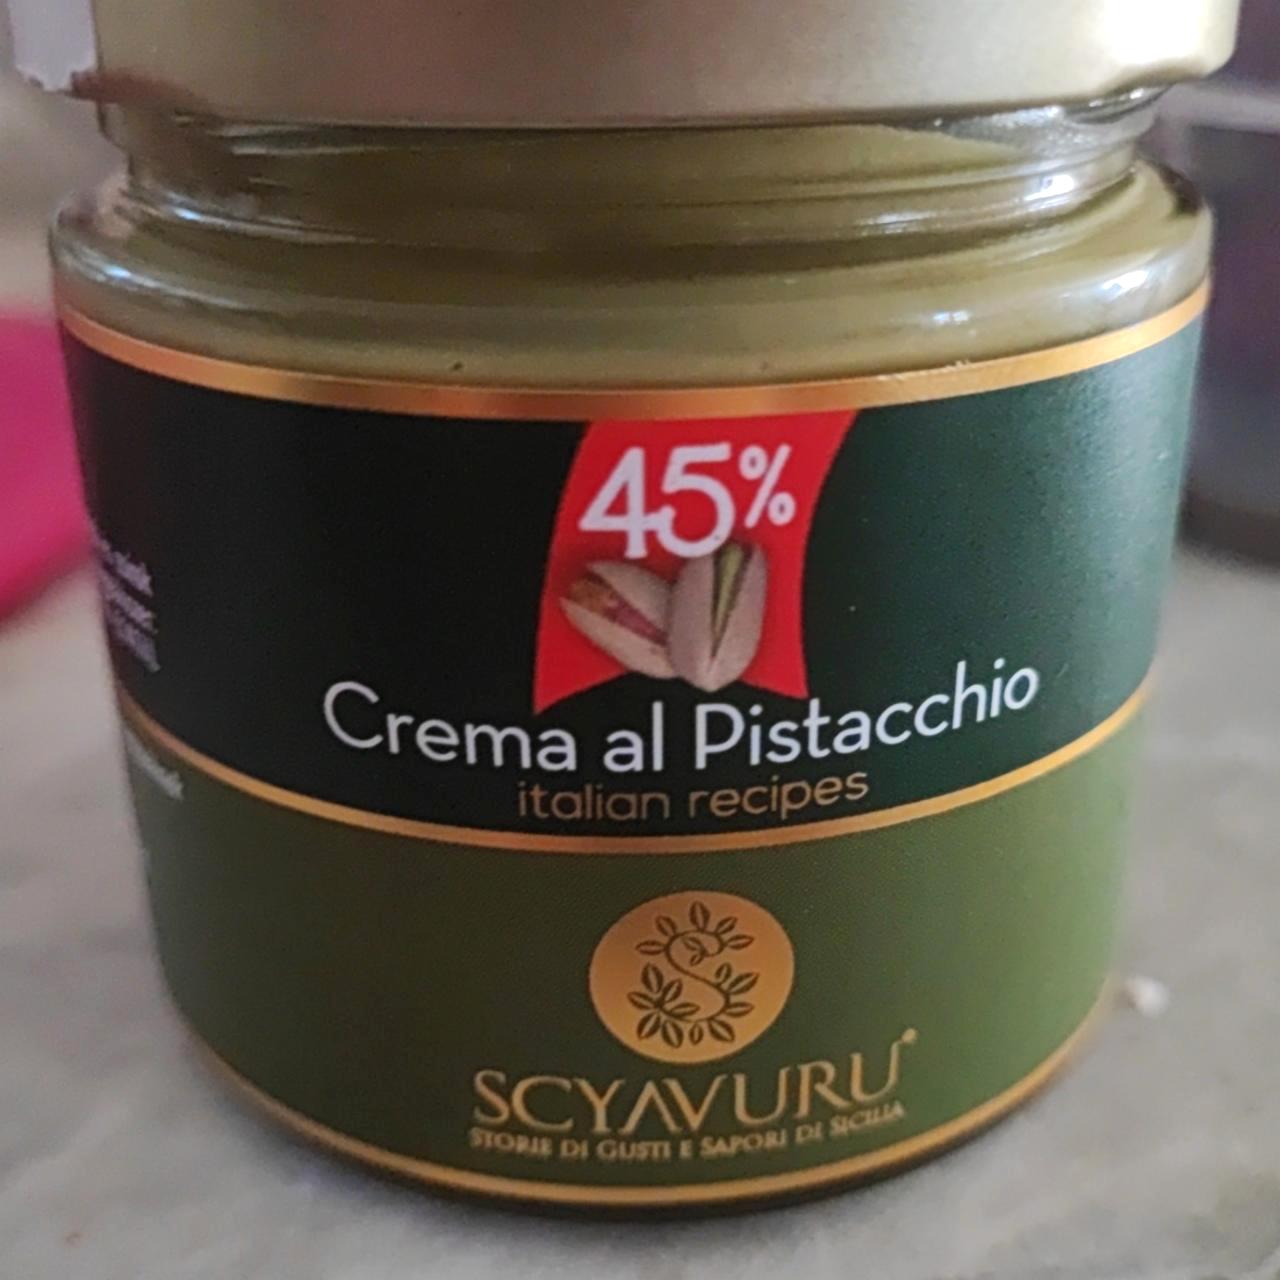 45%
Crema al Pistacchio
italian recipes
SCYAVURU
STORIE DI GUSTI E SAPORI DI SICILIA